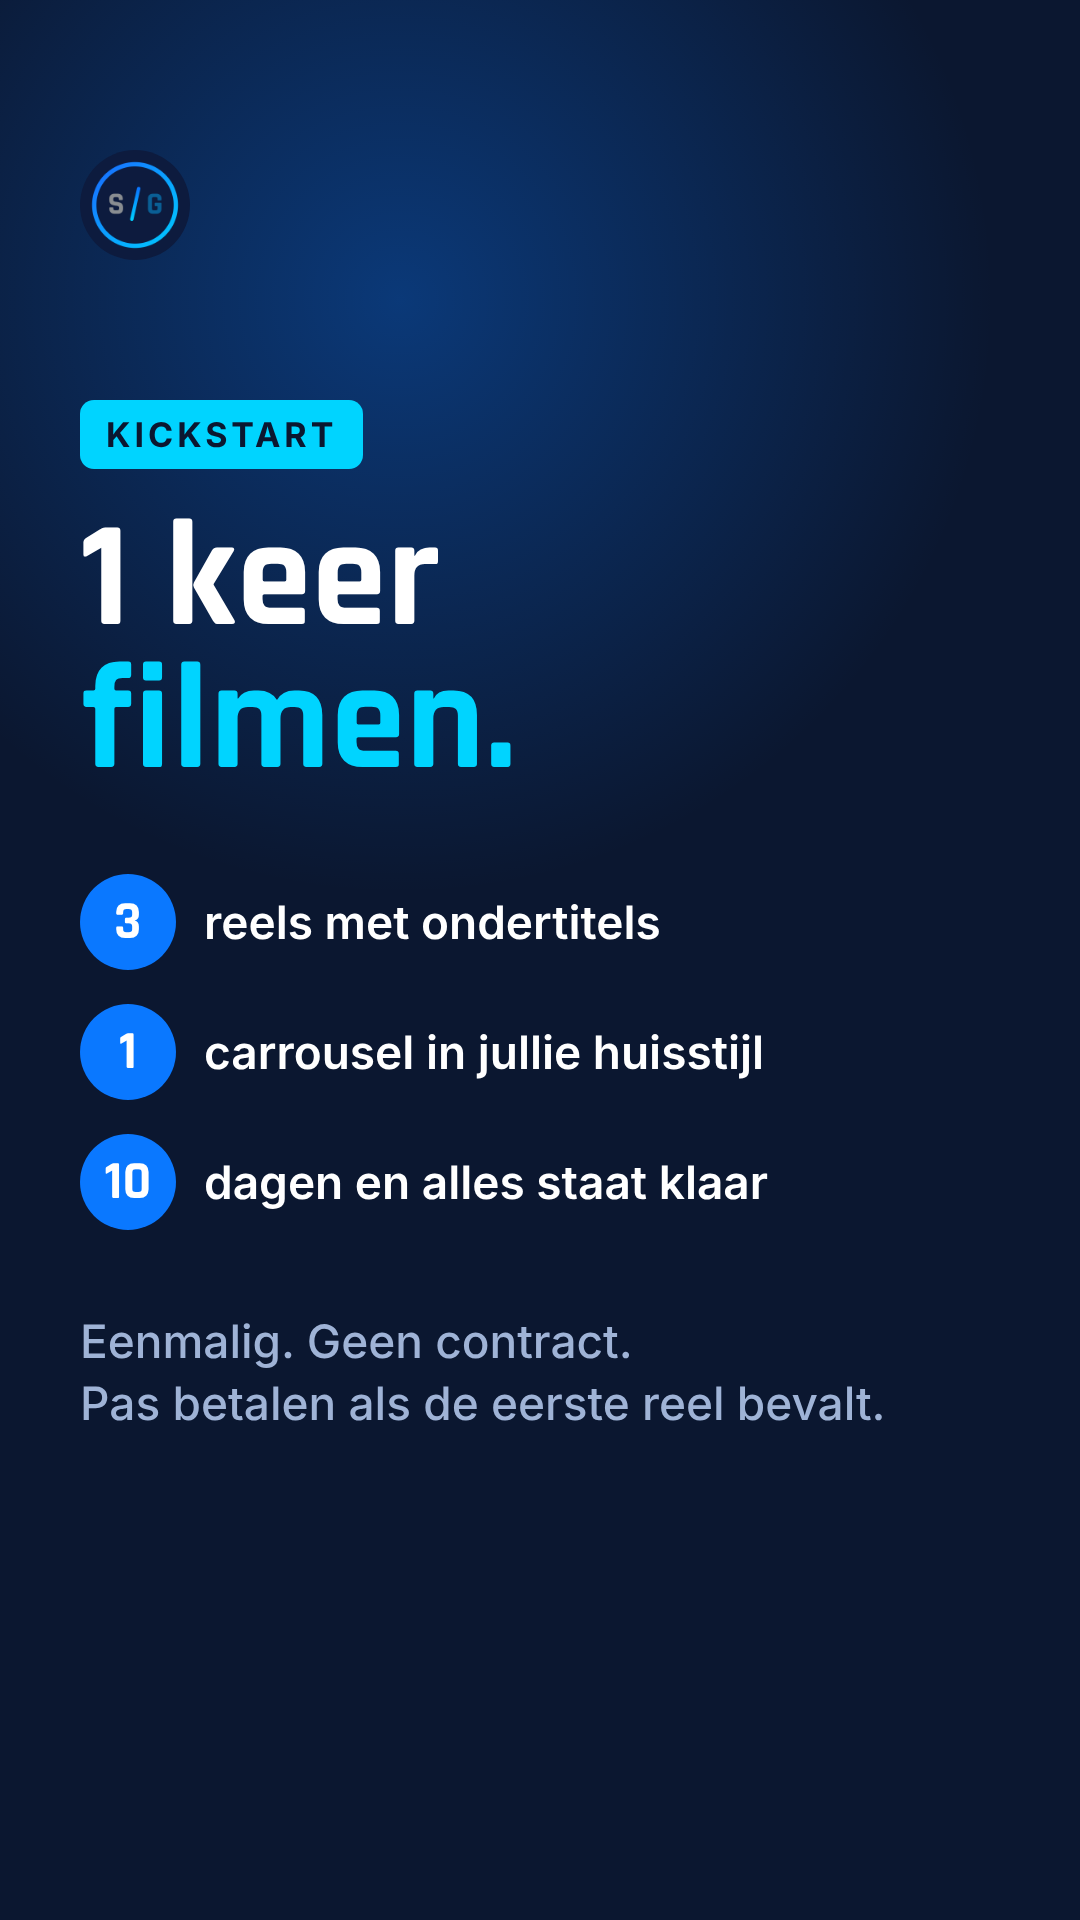 S/G
KICKSTART
1 keer
filmen.
3 reels met ondertitels
1 carrousel in jullie huisstijl
10 dagen en alles staat klaar
Eenmalig. Geen contract.
Pas betalen als de eerste reel bevalt.